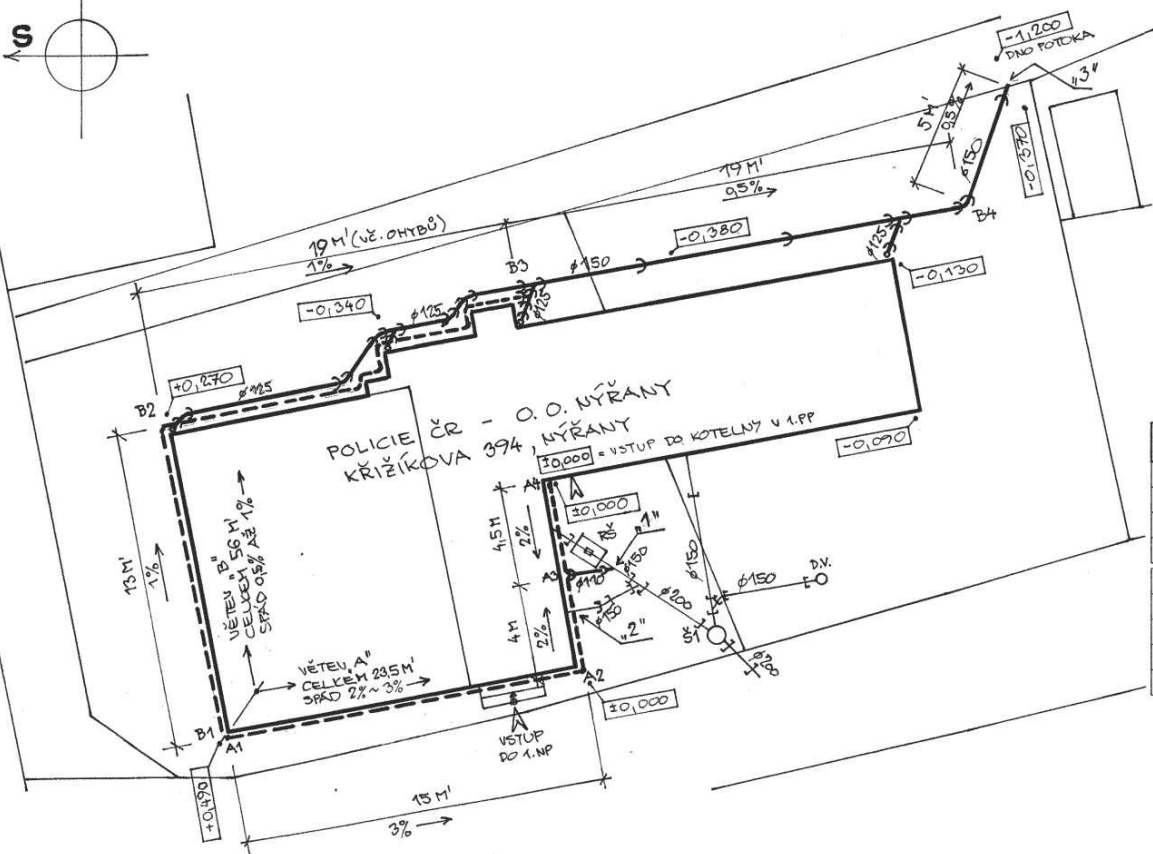 S
-1,200
DNO POTOKA
"3"
5 M'
0,5%
ø150
-0,370
B4
19 M'
0,5%
19 M' (VČ. OHYBŮ)
1%
B3
-0,380
ø150
ø125
-0,130
-0,340
ø125
ø125
+0,270
B2
ø125
POLICIE ČR - O.O. NÝŘANY
KŘIŽÍKOVA 394, NÝŘANY
±0,000 = VSTUP DO KOTELNY V 1.PP
-0,090
A4
±0,000
4,5 M
2%
RŠ
"1"
ø150
ø150
A3
ø110
ø150
ø200
ø150
D.V.
4M
2%
"2"
Š1
13 M'
1%
VĚTEV "B"
CELKEM 56 M'
SPÁD 0,5% AŽ 1%
VĚTEV "A"
CELKEM 23,5 M'
SPÁD 2% ~ 3%
A2
±0,000
B1
A1
VSTUP
DO 1.NP
+0,490
15 M'
3%